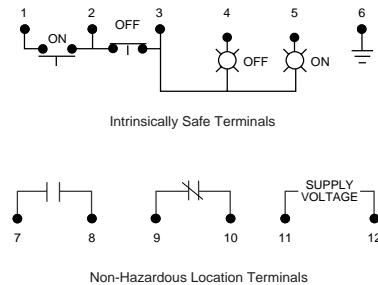 1 2 3 4 5 6
OFF
ON
OFF
ON
Intrinsically Safe Terminals
SUPPLY
VOLTAGE
7 8 9 10 11 12
Non-Hazardous Location Terminals